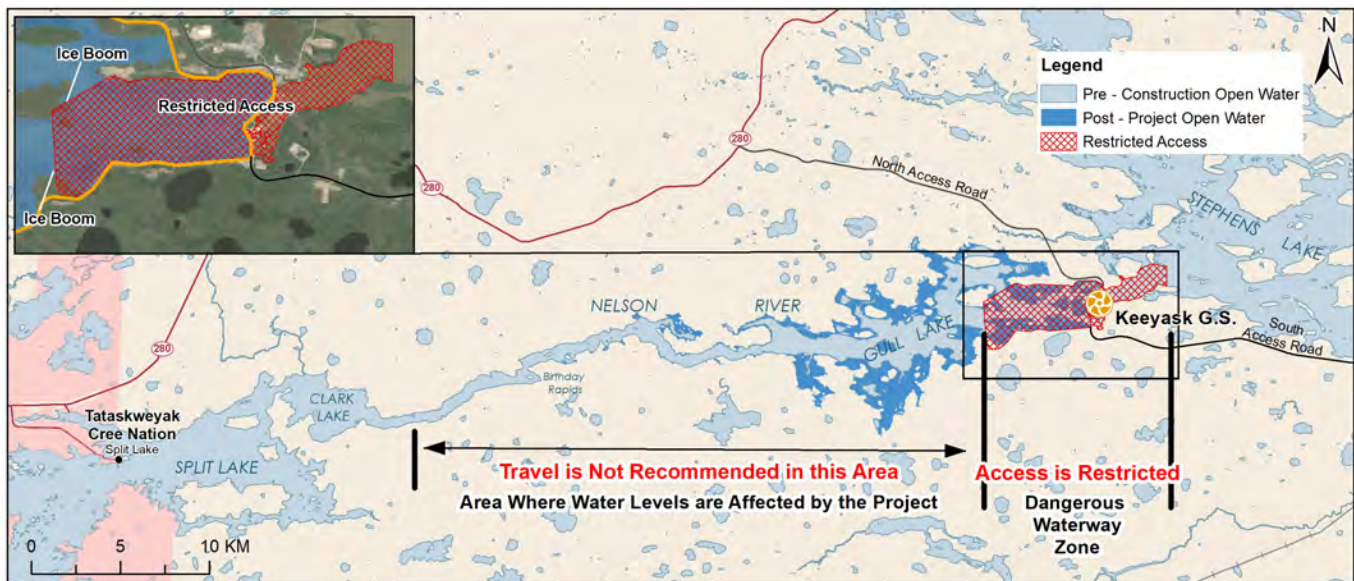 Ice Boom
Restricted Access
Ice Boom
N
Legend
Pre - Construction Open Water
Post - Project Open Water
Restricted Access
280
280
280
North Access Road
STEPHENS LAKE
NELSON RIVER
GULL LAKE
Keeyask G.S.
South
Access Road
Birthday
Rapids
CLARK
LAKE
Tataskweyak
Cree Nation
Split Lake
SPLIT LAKE
Travel is Not Recommended in this Area
Area Where Water Levels are Affected by the Project
Access is Restricted
Dangerous
Waterway
Zone
0 5 10 KM